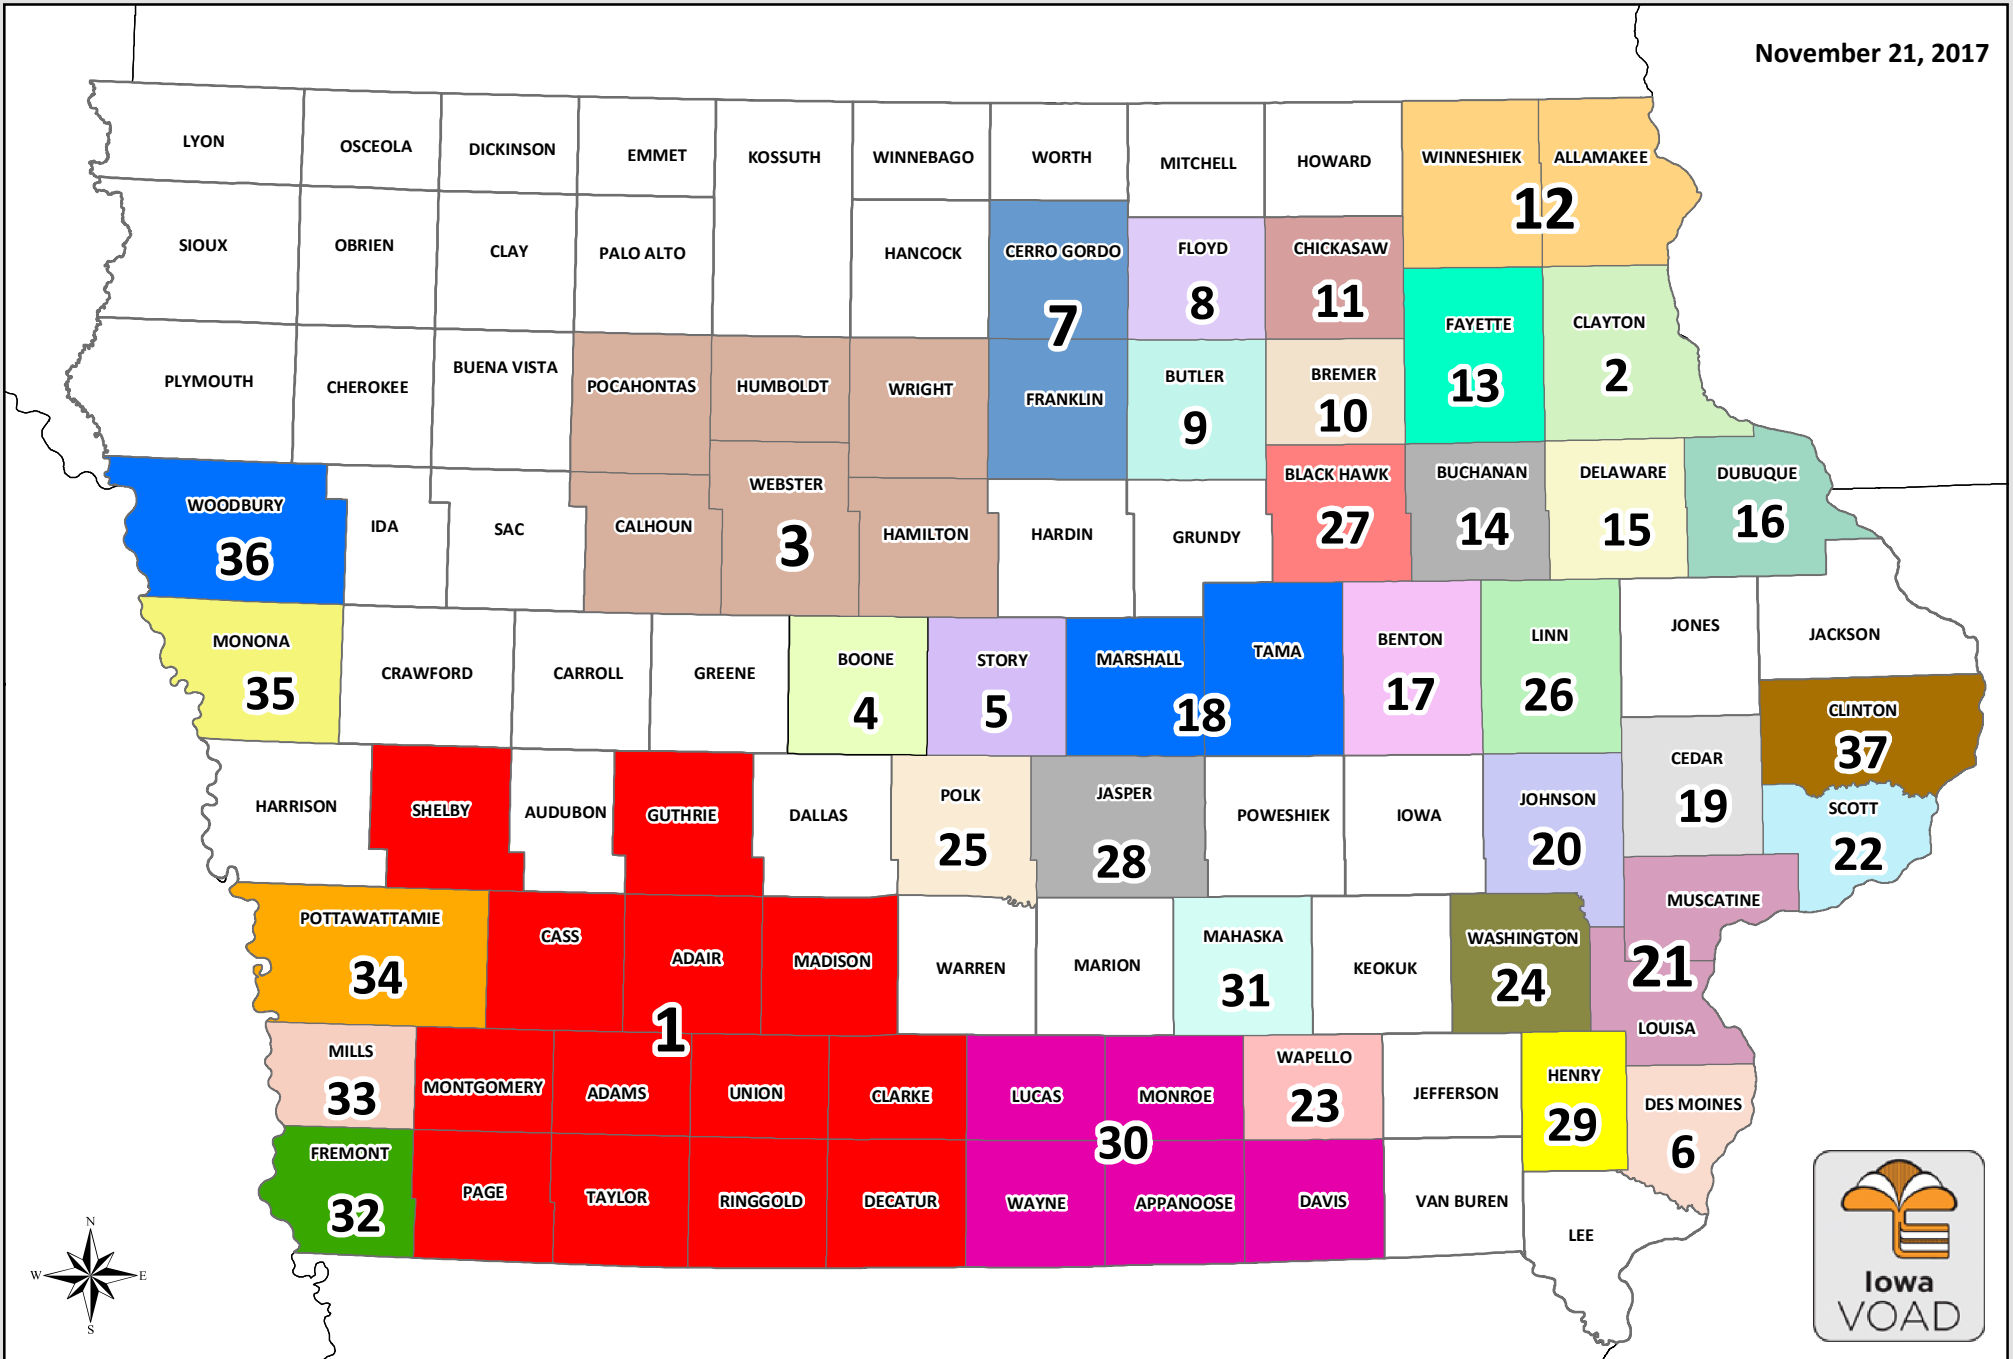 November 21, 2017
LYON
OSCEOLA
DICKINSON
EMMET
KOSSUTH
WINNEBAGO
WORTH
MITCHELL
HOWARD
WINNESHIEK
ALLAMAKEE
12
SIOUX
OBRIEN
CLAY
PALO ALTO
HANCOCK
CERRO GORDO
7
FLOYD
8
CHICKASAW
11
FAYETTE
13
CLAYTON
2
PLYMOUTH
CHEROKEE
BUENA VISTA
POCAHONTAS
HUMBOLDT
WRIGHT
FRANKLIN
BUTLER
9
BREMER
10
WOODBURY
36
IDA
SAC
CALHOUN
WEBSTER
3
HAMILTON
HARDIN
GRUNDY
BLACK HAWK
27
BUCHANAN
14
DELAWARE
15
DUBUQUE
16
MONONA
35
CRAWFORD
CARROLL
GREENE
BOONE
4
STORY
5
MARSHALL
18
TAMA
BENTON
17
LINN
26
JONES
JACKSON
CLINTON
37
HARRISON
SHELBY
AUDUBON
GUTHRIE
DALLAS
POLK
25
JASPER
28
POWESHIEK
IOWA
JOHNSON
20
CEDAR
19
SCOTT
22
MUSCATINE
21
POTTAWATTAMIE
34
CASS
ADAIR
1
MADISON
WARREN
MARION
MAHASKA
31
KEOKUK
WASHINGTON
24
LOUISA
MILLS
33
MONTGOMERY
ADAMS
UNION
CLARKE
LUCAS
MONROE
30
WAPELLO
23
JEFFERSON
HENRY
29
DES MOINES
6
FREMONT
32
PAGE
TAYLOR
RINGGOLD
DECATUR
WAYNE
APPANOOSE
DAVIS
VAN BUREN
LEE
N
W
E
S
Iowa
VOAD